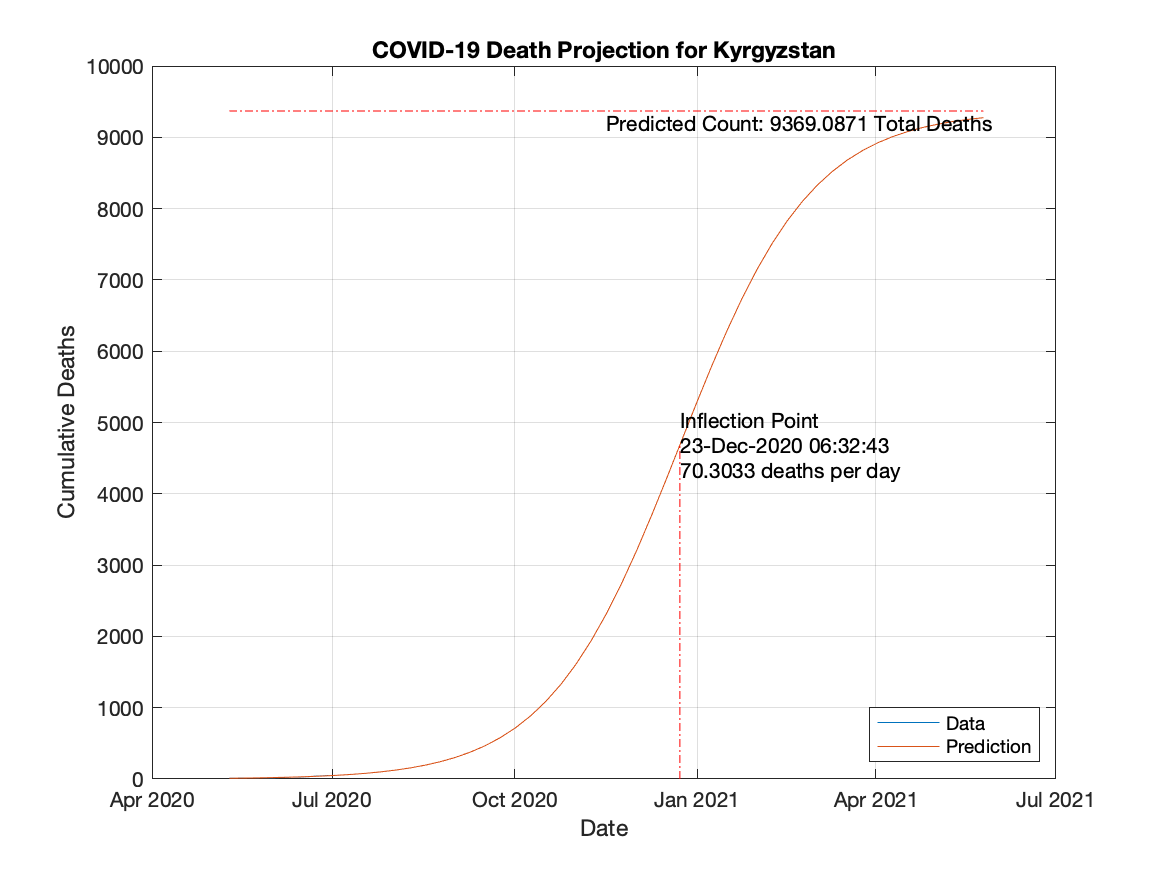 COVID-19 Death Projection for Kyrgyzstan
10000
9000
8000
7000
6000
5000
4000
3000
2000
1000
0
Cumulative Deaths
Predicted Count: 9369.0871 Total Deaths
Inflection Point
23-Dec-2020 06:32:43
70.3033 deaths per day
Data
Prediction
Apr 2020 Jul 2020 Oct 2020 Jan 2021 Apr 2021 Jul 2021
Date